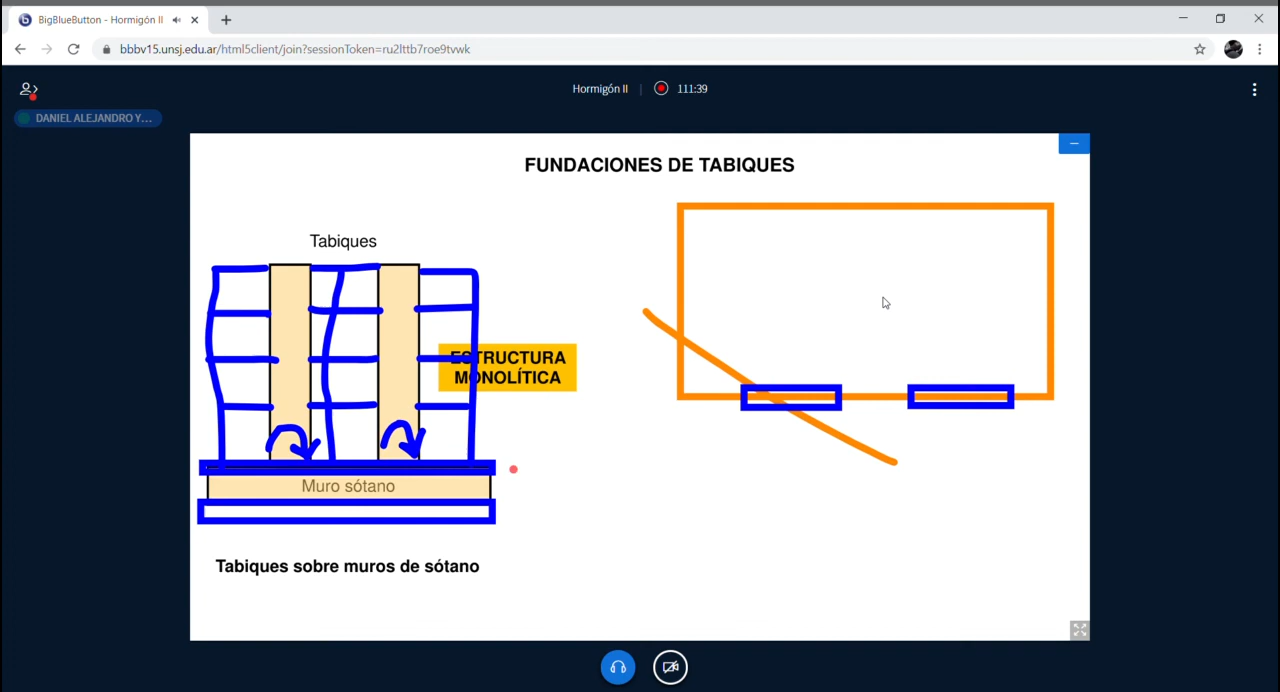 BigBlueButton - Hormigón II
bbbv15.unsj.edu.ar/html5client/join?sessionToken=ru2lttb7roe9tvwk
Hormigón II
111:39
DANIEL ALEJANDRO Y...
FUNDACIONES DE TABIQUES
Tabiques
ESTRUCTURA
MONOLÍTICA
Muro sótano
Tabiques sobre muros de sótano